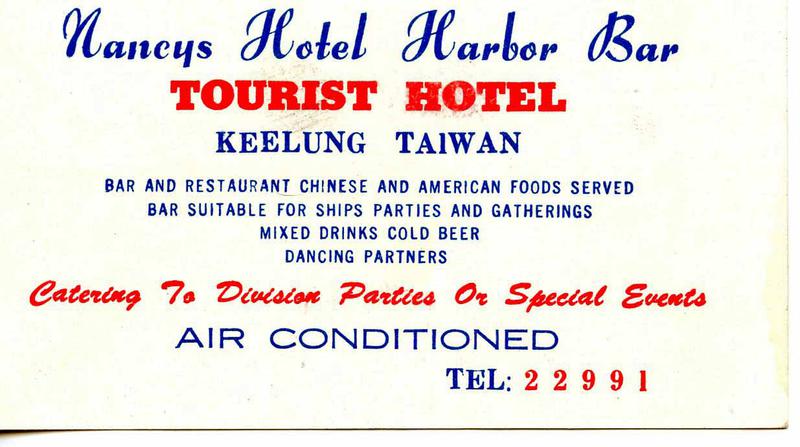 Nancys Hotel Harbor Bar
TOURIST HOTEL
KEELUNG TAIWAN
BAR AND RESTAURANT CHINESE AND AMERICAN FOODS SERVED
BAR SUITABLE FOR SHIPS PARTIES AND GATHERINGS
MIXED DRINKS COLD BEER
DANCING PARTNERS
Catering To Division Parties Or Special Events
AIR CONDITIONED
TEL: 22991